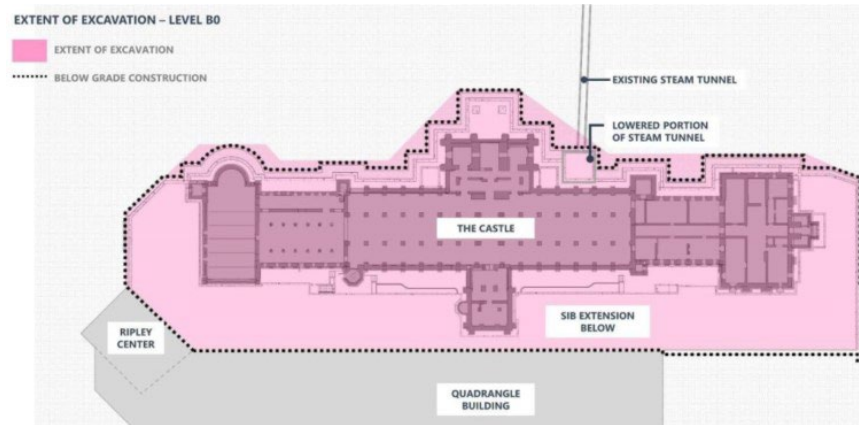 EXTENT OF EXCAVATION – LEVEL B0
EXTENT OF EXCAVATION
BELOW GRADE CONSTRUCTION
EXISTING STEAM TUNNEL
LOWERED PORTION
OF STEAM TUNNEL
THE CASTLE
SIB EXTENSION
BELOW
RIPLEY
CENTER
QUADRANGLE
BUILDING